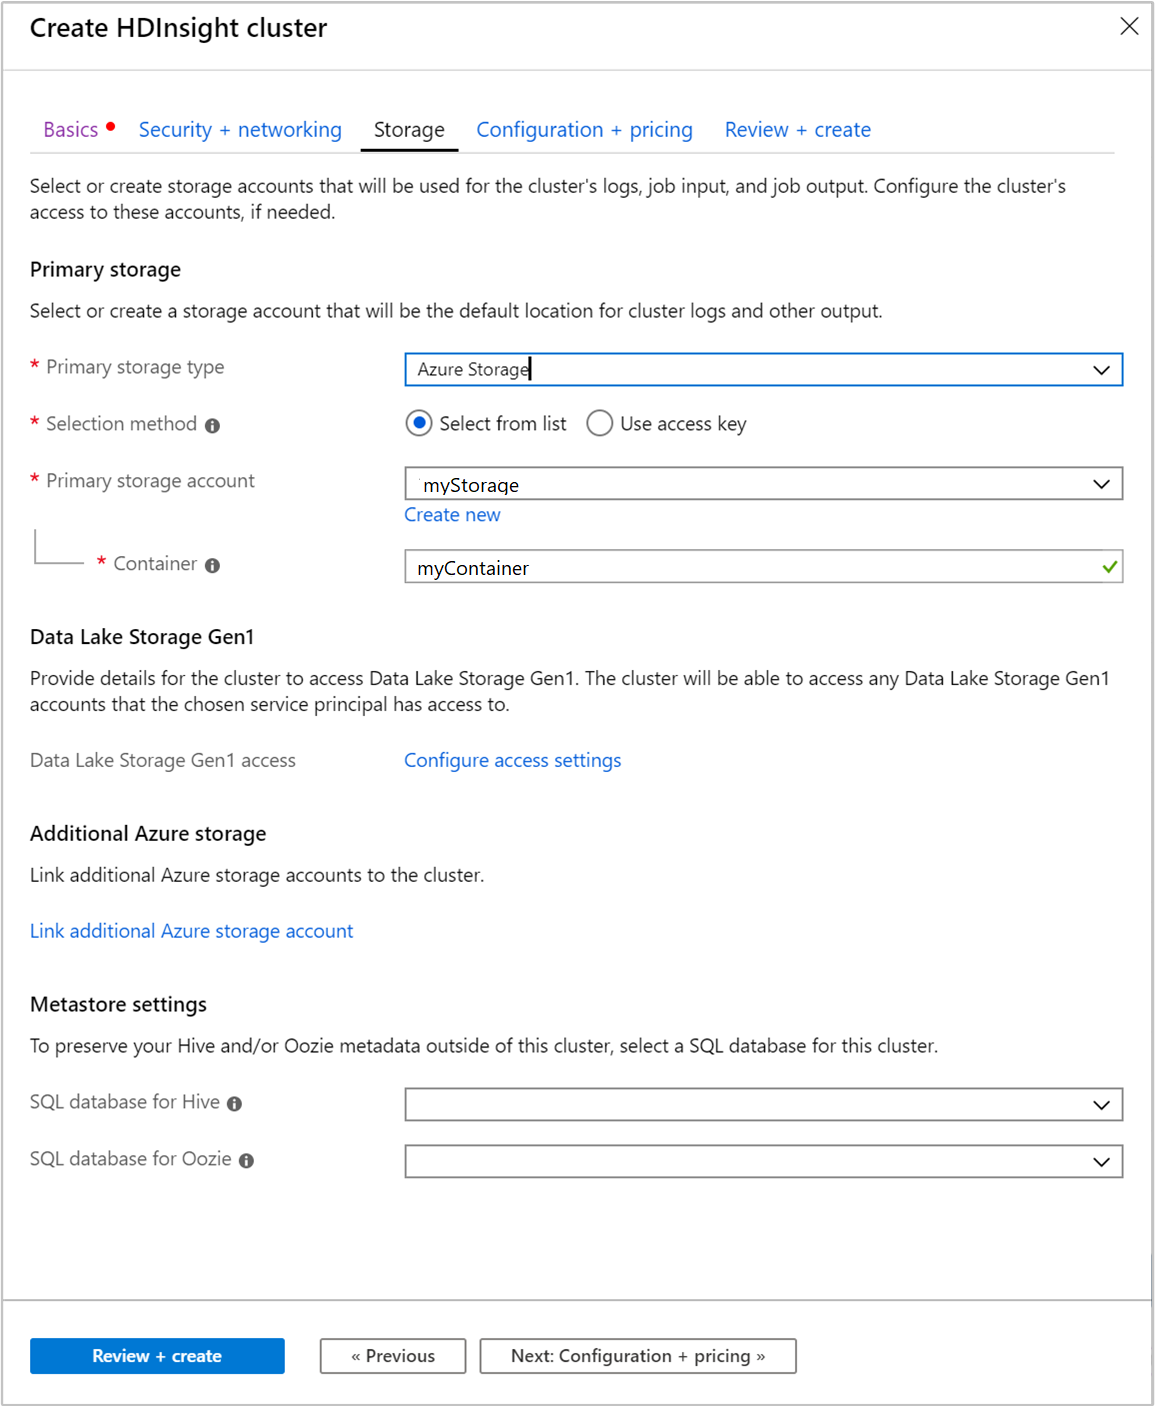 Create HDInsight cluster
Basics
Security + networking
Storage
Configuration + pricing
Review + create
Select or create storage accounts that will be used for the cluster's logs, job input, and job output. Configure the cluster's
access to these accounts, if needed.
Primary storage
Select or create a storage account that will be the default location for cluster logs and other output.
* Primary storage type
Azure Storage
* Selection method
Select from list
Use access key
* Primary storage account
myStorage
Create new
* Container
myContainer
Data Lake Storage Gen1
Provide details for the cluster to access Data Lake Storage Gen1. The cluster will be able to access any Data Lake Storage Gen1
accounts that the chosen service principal has access to.
Data Lake Storage Gen1 access
Configure access settings
Additional Azure storage
Link additional Azure storage accounts to the cluster.
Link additional Azure storage account
Metastore settings
To preserve your Hive and/or Oozie metadata outside of this cluster, select a SQL database for this cluster.
SQL database for Hive
SQL database for Oozie
Review + create
« Previous
Next: Configuration + pricing »